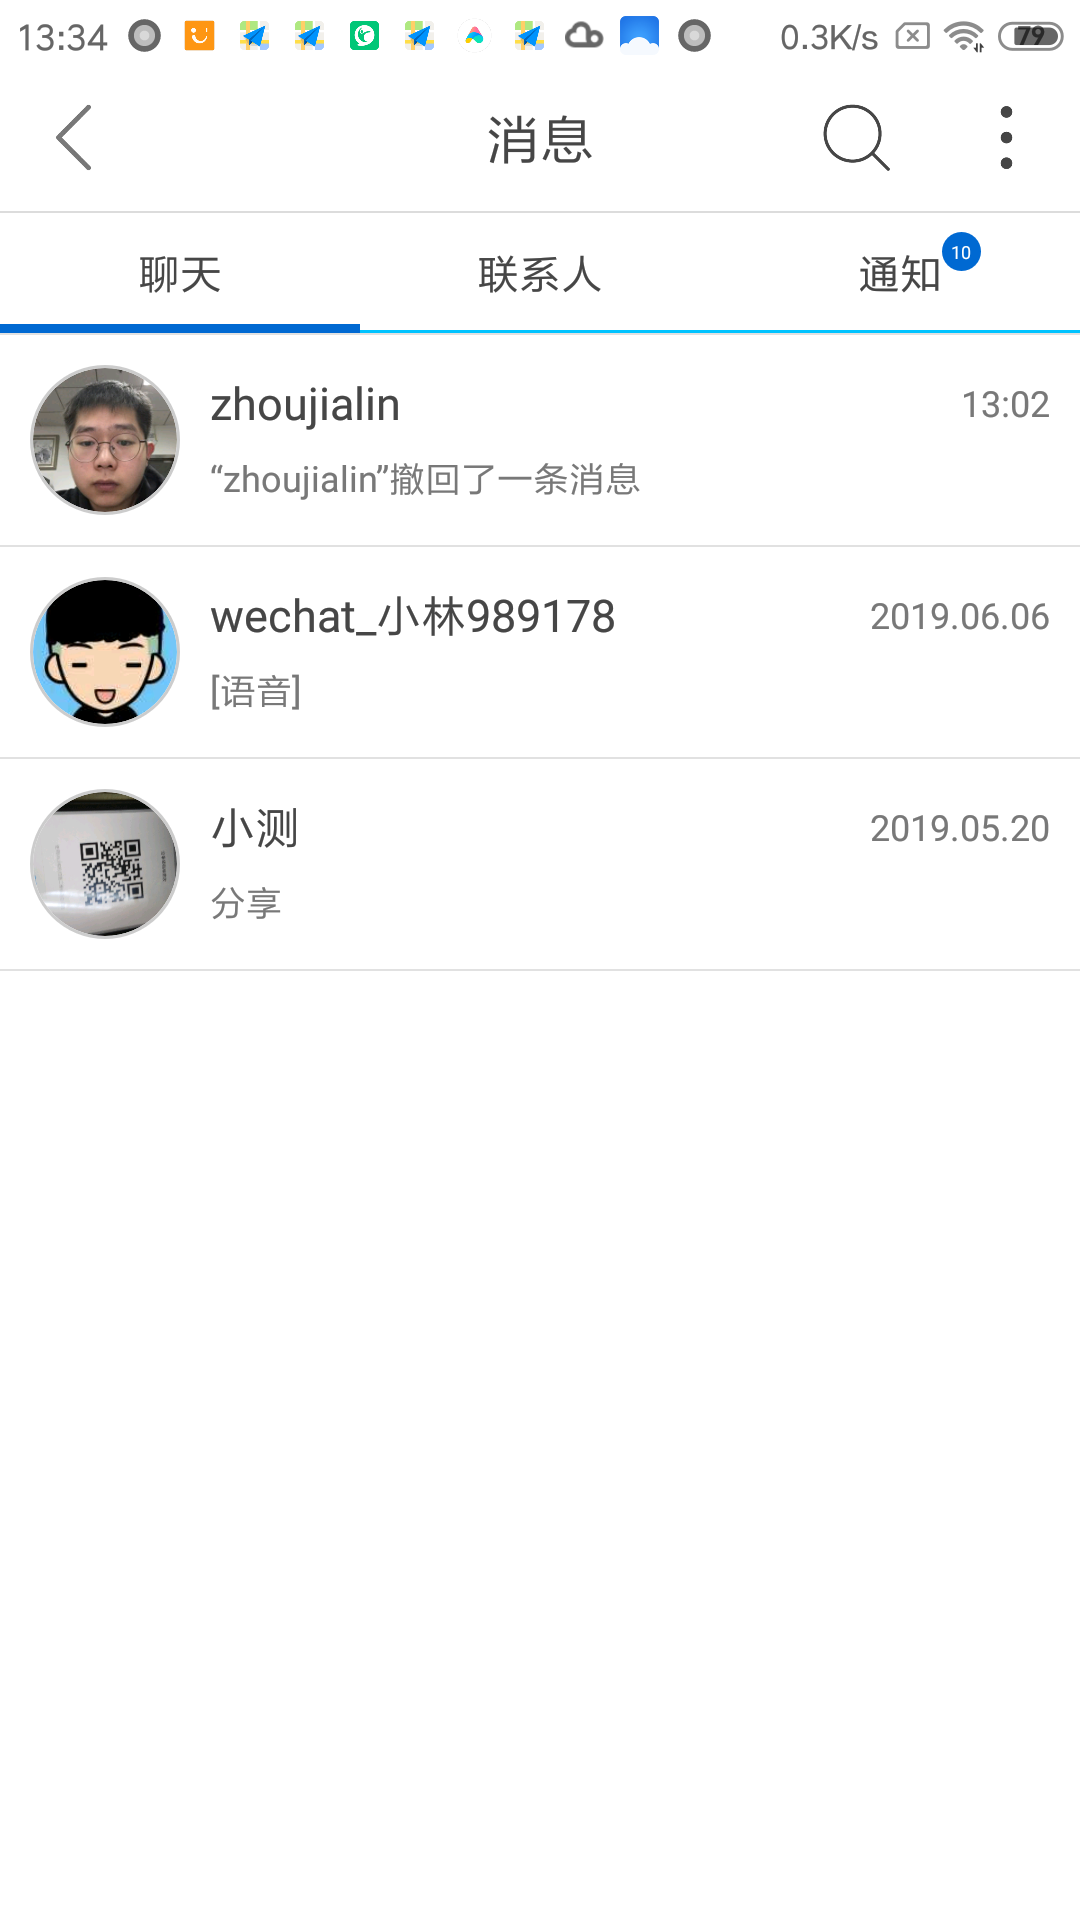 13:34 0.3K/s 79
消息
聊天 联系人 通知 10
zhoujialin 13:02
“zhoujialin”撤回了一条消息
wechat_小林989178 2019.06.06
[语音]
小测 2019.05.20
分享